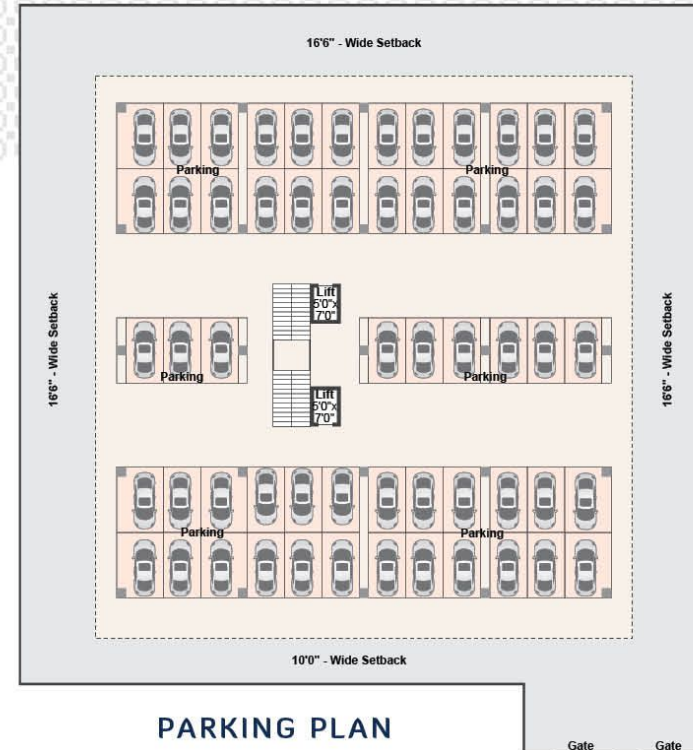 16'6" - Wide Setback
Parking
Parking
16'6" - Wide Setback
Lift
5'0"x
7'0"
16'6" - Wide Setback
Parking
Parking
Lift
5'0"x
7'0"
Parking
Parking
10'0" - Wide Setback
PARKING PLAN
Gate
Gate